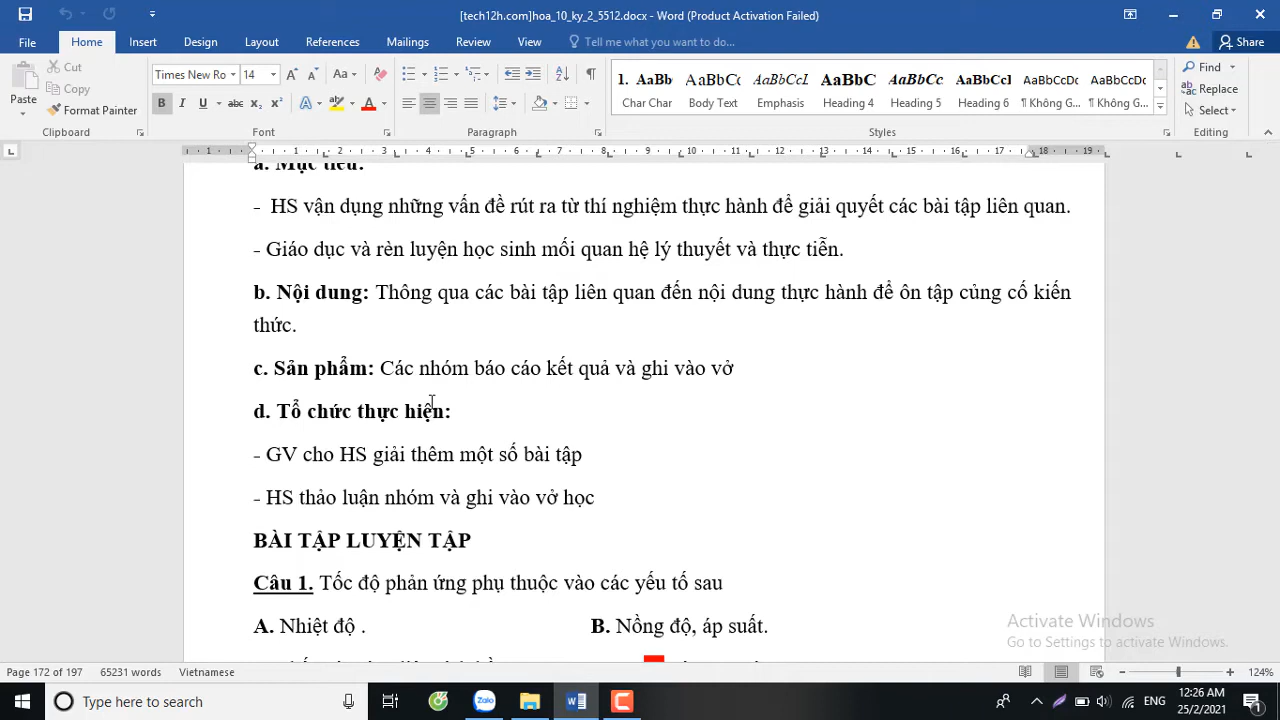 [tech12h.com]hoa_10_ky_2_5512.docx - Word (Product Activation Failed)
File Home Insert Design Layout References Mailings Review View Tell me what you want to do... Share
Cut
Copy
Format Painter
Paste
Times New Ro 14
Clipboard Font Paragraph Styles Editing
1. AaBb AaBbCc AaBbCcL AaBbC AaBbCc AaBbCc AaBbCcDc AaBbCcDc
Char Char Body Text Emphasis Heading 4 Heading 5 Heading 6 ¶ Không G... ¶ Không G...
Find
Replace
Select
a. Mục tiêu:
- HS vận dụng những vấn đề rút ra từ thí nghiệm thực hành để giải quyết các bài tập liên quan.
- Giáo dục và rèn luyện học sinh mối quan hệ lý thuyết và thực tiễn.
b. Nội dung: Thông qua các bài tập liên quan đến nội dung thực hành để ôn tập củng cố kiến
thức.
c. Sản phẩm: Các nhóm báo cáo kết quả và ghi vào vở
d. Tổ chức thực hiện:
- GV cho HS giải thêm một số bài tập
- HS thảo luận nhóm và ghi vào vở học
BÀI TẬP LUYỆN TẬP
Câu 1. Tốc độ phản ứng phụ thuộc vào các yếu tố sau
A. Nhiệt độ . B. Nồng độ, áp suất.
Activate Windows
Go to Settings to activate Windows.
Page 172 of 197 65231 words Vietnamese 124%
Type here to search
Zalo
ENG
12:26 AM
25/2/2021